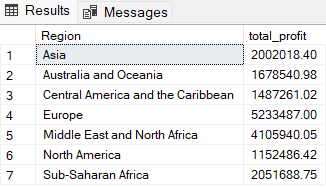 Results Messages
Region total_profit
1 Asia 2002018.40
2 Australia and Oceania 1678540.98
3 Central America and the Caribbean 1487261.02
4 Europe 5233487.00
5 Middle East and North Africa 4105940.05
6 North America 1152486.42
7 Sub-Saharan Africa 2051688.75